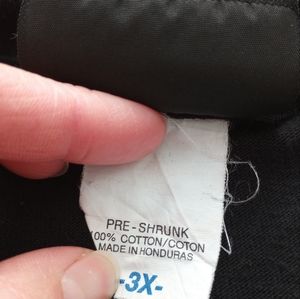 PRE-SHRUNK
100% COTTON/COTON
MADE IN HONDURAS
-3X-